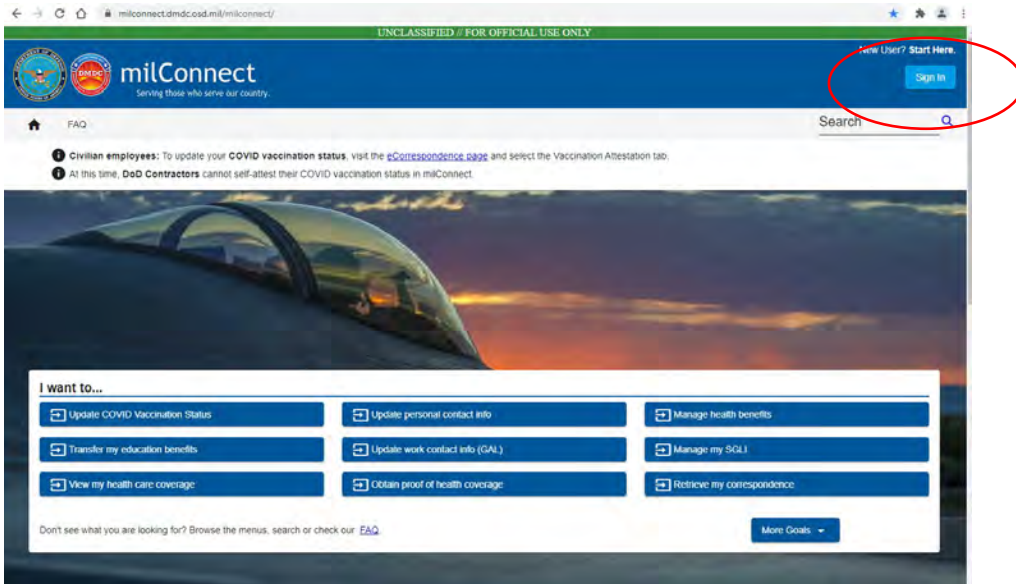 milconnect.dmdc.osd.mil/milconnect/
UNCLASSIFIED // FOR OFFICIAL USE ONLY
New User? Start Here.
DMDC
milConnect
Serving those who serve our country.
Sign In
FAQ
Search
Civilian employees: To update your COVID vaccination status, visit the eCorrespondence page and select the Vaccination Attestation tab.
At this time, DoD Contractors cannot self-attest their COVID vaccination status in milConnect.
I want to...
Update COVID Vaccination Status
Update personal contact info
Manage health benefits
Transfer my education benefits
Update work contact info (GAL)
Manage my SGLI
View my health care coverage
Obtain proof of health coverage
Retrieve my correspondence
Don't see what you are looking for? Browse the menus, search or check our FAQ.
More Goals